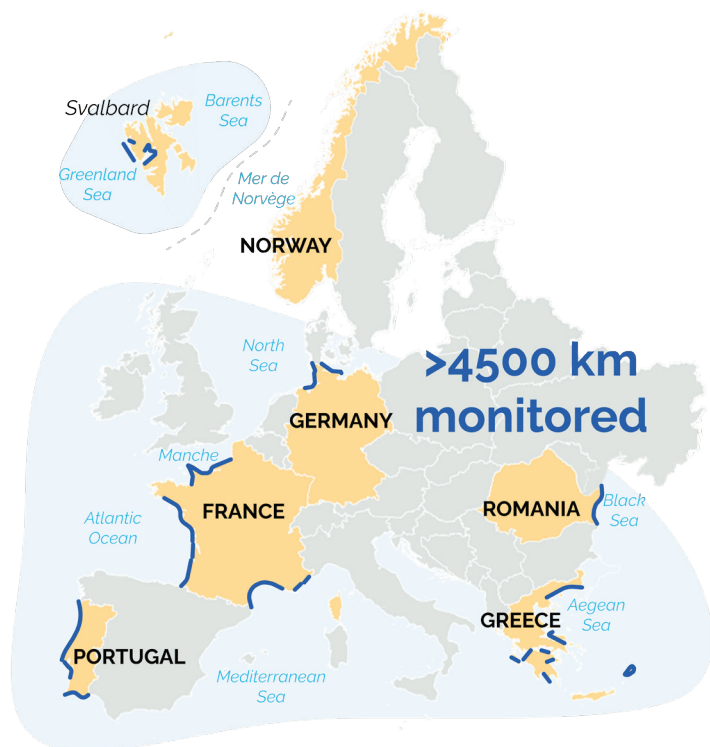 Svalbard
Barents
Sea
Greenland
Sea
Mer de
Norvège
NORWAY
North
Sea
>4500 km
monitored
GERMANY
Manche
FRANCE
ROMANIA
Black
Sea
Atlantic
Ocean
Aegean
Sea
GREECE
PORTUGAL
Mediterranean
Sea